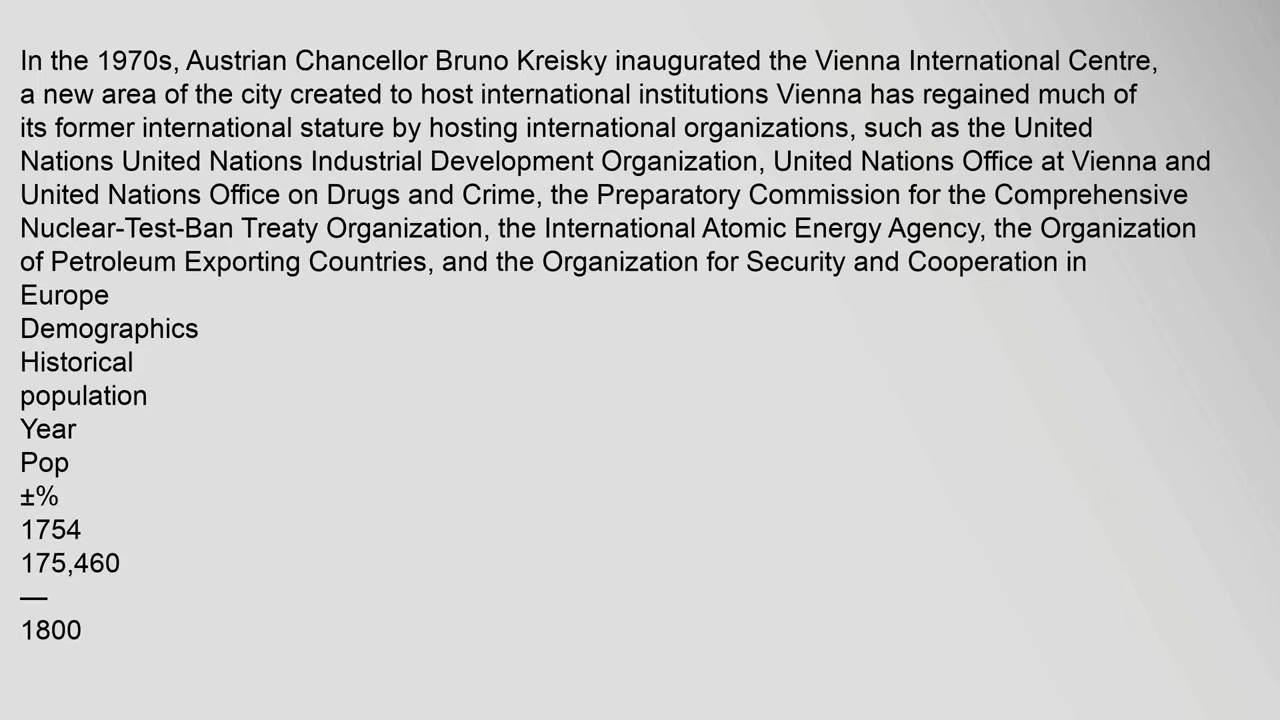 In the 1970s, Austrian Chancellor Bruno Kreisky inaugurated the Vienna International Centre,
a new area of the city created to host international institutions Vienna has regained much of
its former international stature by hosting international organizations, such as the United
Nations United Nations Industrial Development Organization, United Nations Office at Vienna and
United Nations Office on Drugs and Crime, the Preparatory Commission for the Comprehensive
Nuclear-Test-Ban Treaty Organization, the International Atomic Energy Agency, the Organization
of Petroleum Exporting Countries, and the Organization for Security and Cooperation in
Europe
Demographics
Historical
population
Year
Pop
±%
1754
175,460
—
1800